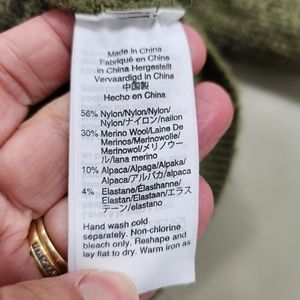 Made in China
Fabriqué en Chine
in China Hergestellt
Vervaardigd in China
中国製
Hecho en China
56% Nylon/Nylon/Nylon/
Nylon/ナイロン/nailon
30% Merino Wool/Laine De
Merinos/Merinowolle/
Merinowol/メリノウー
ル/lana merino
10% Alpaca/Alpaga/Alpaka/
Alpaca/アルパカ/alpaca
4% Elastane/Élasthanne/
Elastan/Elastaan/エラス
テーン/elastano
Hand wash cold
separately. Non-chlorine
bleach only. Reshape and
lay flat to dry. Warm iron as